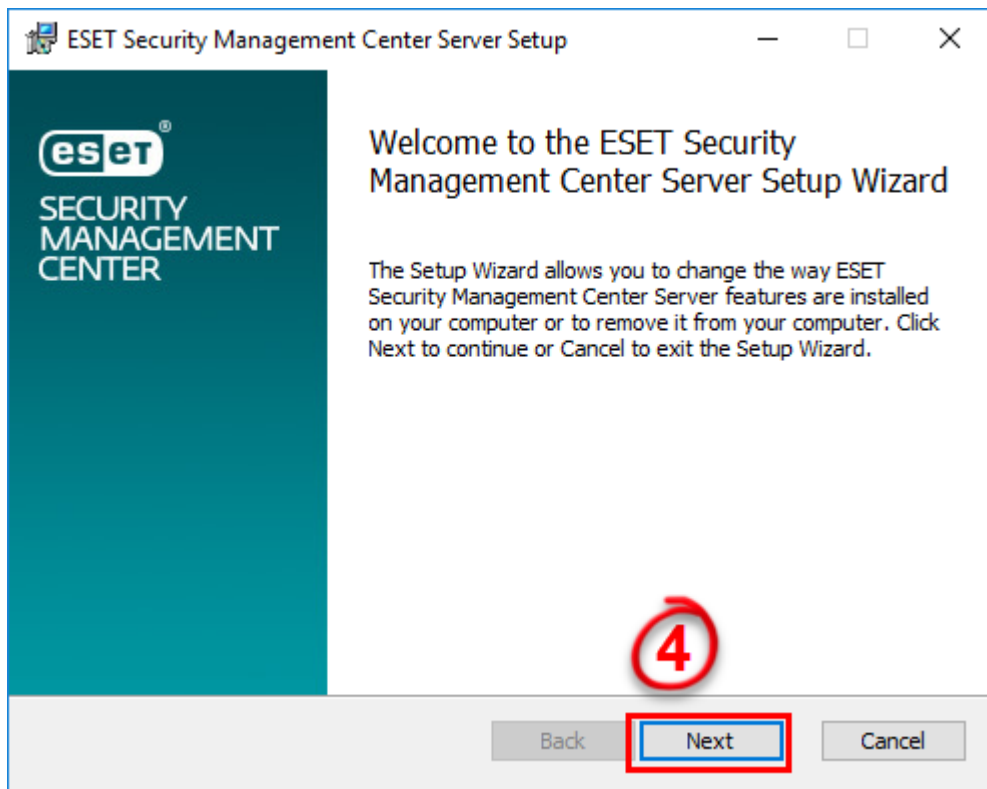 ESET Security Management Center Server Setup
eset®
SECURITY
MANAGEMENT
CENTER
Welcome to the ESET Security
Management Center Server Setup Wizard
The Setup Wizard allows you to change the way ESET
Security Management Center Server features are installed
on your computer or to remove it from your computer. Click
Next to continue or Cancel to exit the Setup Wizard.
4
Back Next Cancel